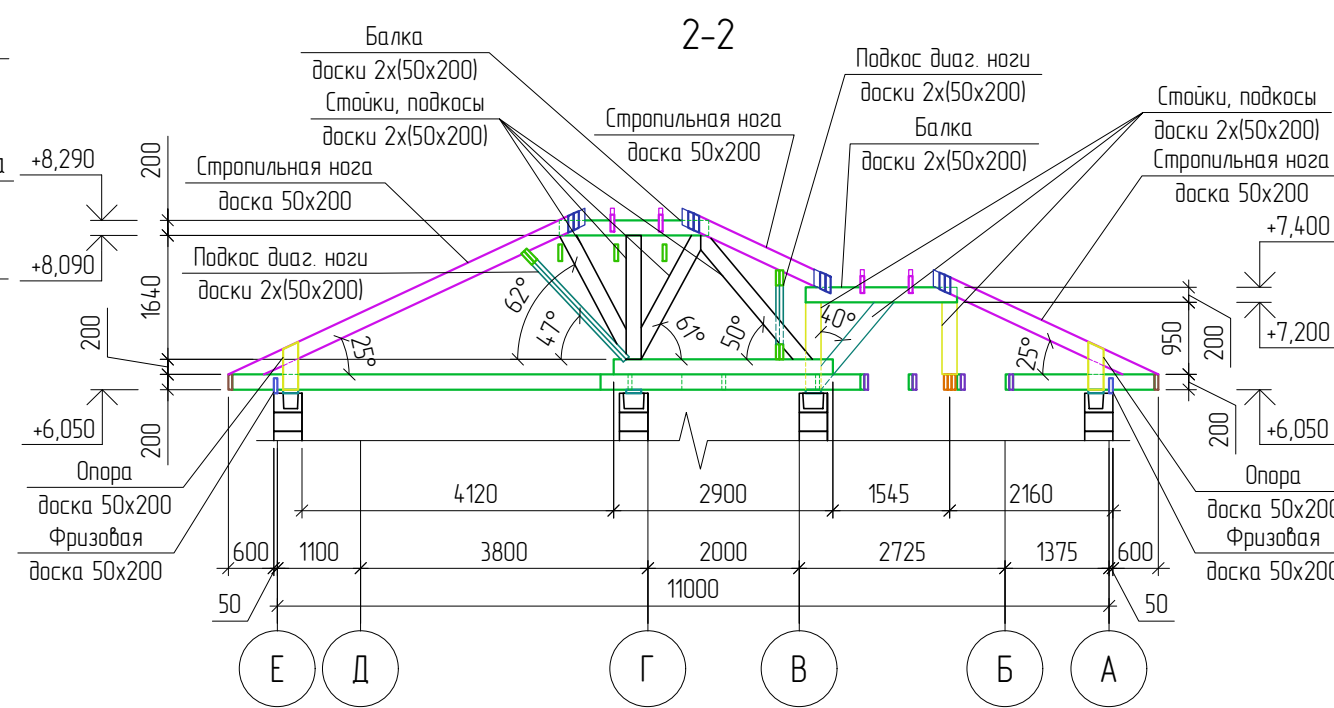 2-2
Балка
доски 2х(50х200)
Стойки, подкосы
доски 2х(50х200)
Стропильная нога
доска 50х200
Подкос диаг. ноги
доски 2х(50х200)
Балка
доски 2х(50х200)
Стойки, подкосы
доски 2х(50х200)
Стропильная нога
доска 50х200
Стропильная нога
доска 50х200
Подкос диаг. ноги
доски 2х(50х200)
+8,290
+8,090
+6,050
200
1640
200
200
+7,400
+7,200
+6,050
950
200
200
25°
62°
47°
61°
50°
40°
25°
Опора
доска 50х200
Фризовая
доска 50х200
Опора
доска 50х200
Фризовая
доска 50х200
4120
2900
1545
2160
600
1100
3800
2000
2725
1375
600
50
11000
50
Е
Д
Г
В
Б
А